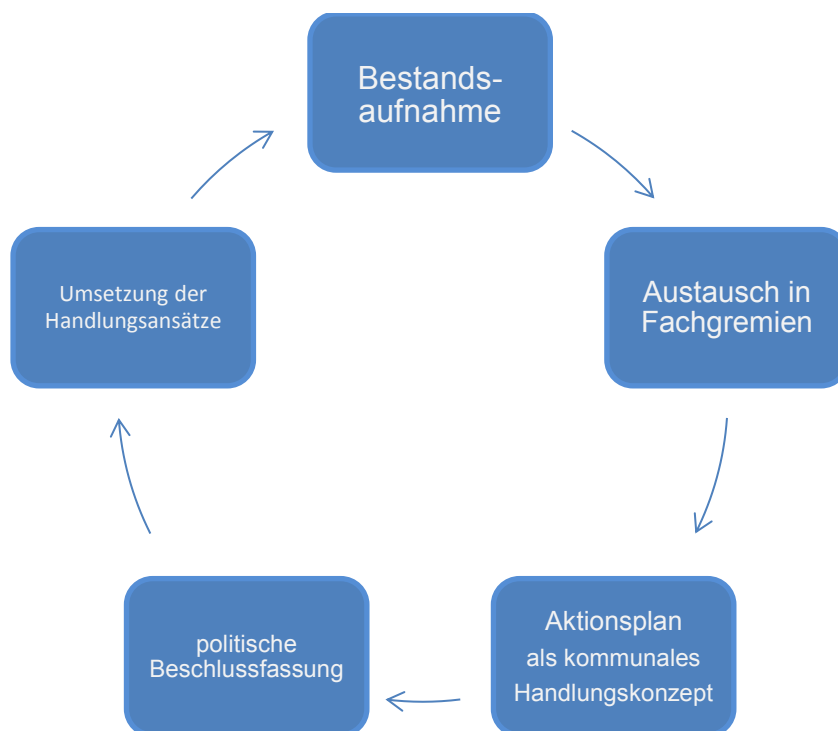 Bestands-
aufnahme
Austausch in
Fachgremien
Aktionsplan
als kommunales
Handlungskonzept
politische
Beschlussfassung
Umsetzung der
Handlungsansätze